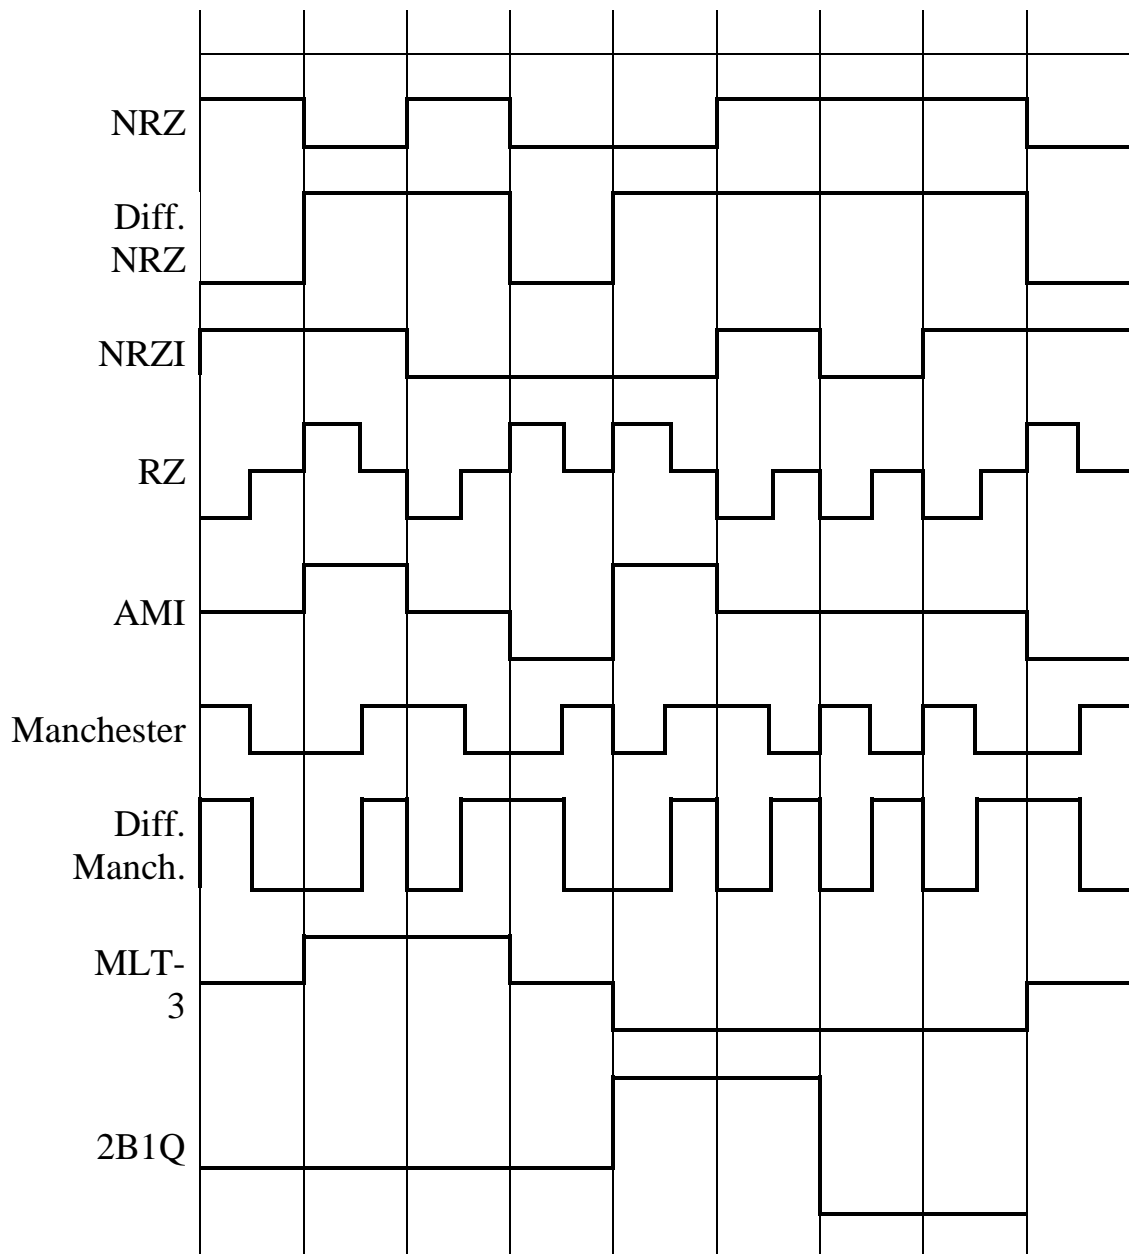 NRZ
Diff.
NRZ
NRZI
RZ
AMI
Manchester
Diff.
Manch.
MLT-
3
2B1Q